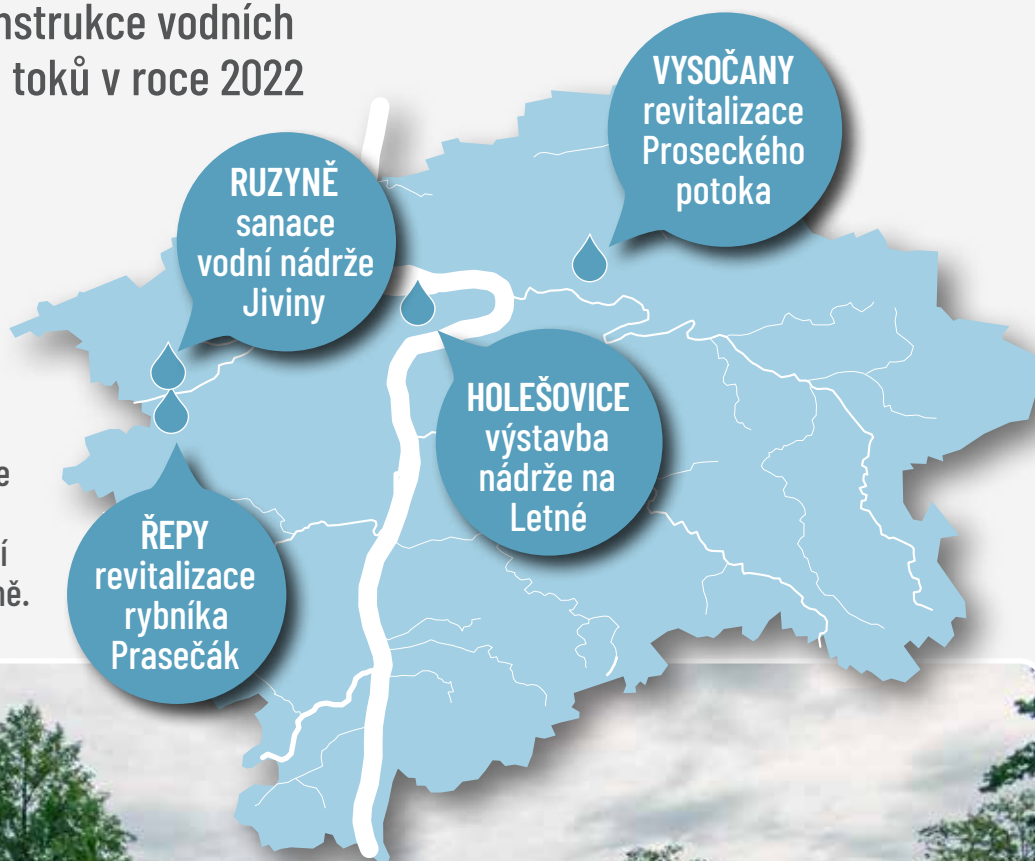 nstrukce vodních
toků v roce 2022
VYSOČANY
revitalizace
Proseckého
potoka
RUZYNĚ
sanace
vodní nádrže
Jiviny
HOLEŠOVICE
výstavba
nádrže na
Letné
e
í
ně.
ŘEPY
revitalizace
rybníka
Prasečák